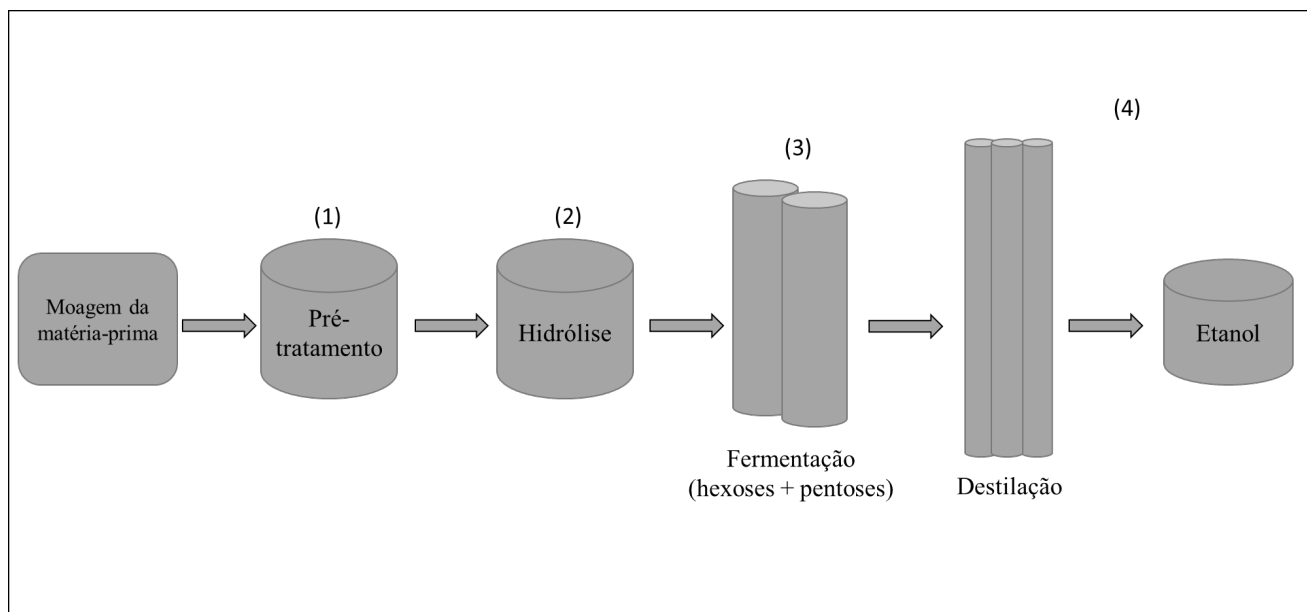 (4)
(3)
(1)
(2)
Moagem da
matéria-prima
Pré-
tratamento
Hidrólise
Etanol
Fermentação
(hexoses + pentoses)
Destilação